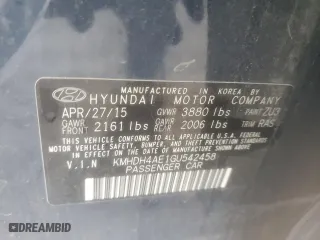 MANUFACTURED IN KOREA BY
HYUNDAI MOTOR COMPANY
APR/27/15 GVWR 3880 lbs PAINT ZU3
GAWR FRONT 2161 lbs GAWR REAR 2006 lbs TRIM RAS
THIS VEHICLE CONFORMS TO ALL APPLICABLE U.S.A. FEDERAL
MOTOR VEHICLE SAFETY, BUMPER, AND THEFT PREVENTION
STANDARDS IN EFFECT ON THE DATE OF MANUFACTURE SHOWN ABOVE.
V.I.N KMHDH4AE1GU542458
PASSENGER CAR